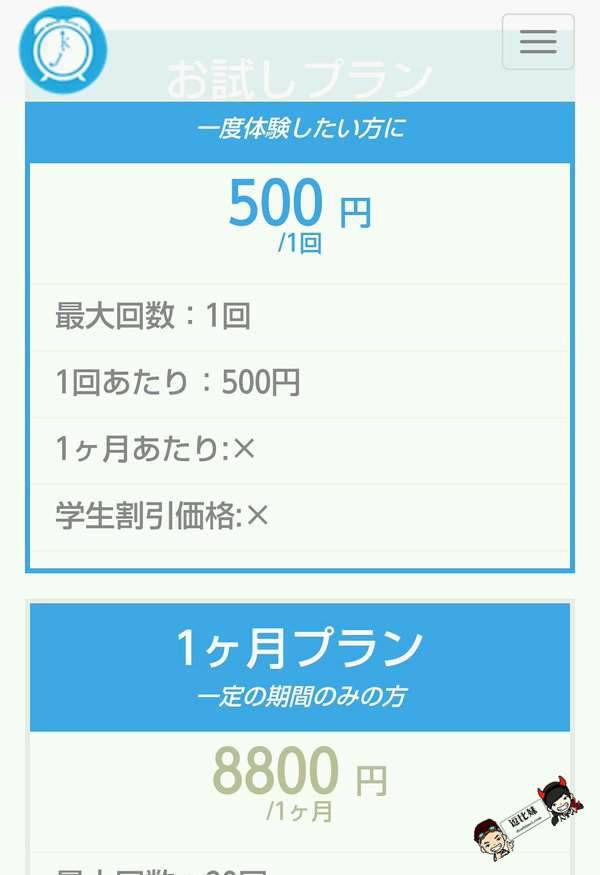 お試しプラン
一度体験したい方に
500 円
/1回
最大回数：1回
1回あたり：500円
1ヶ月あたり:×
学生割引価格:×
1ヶ月プラン
一定の期間のみの方
8800 円
/1ヶ月
逗比妹